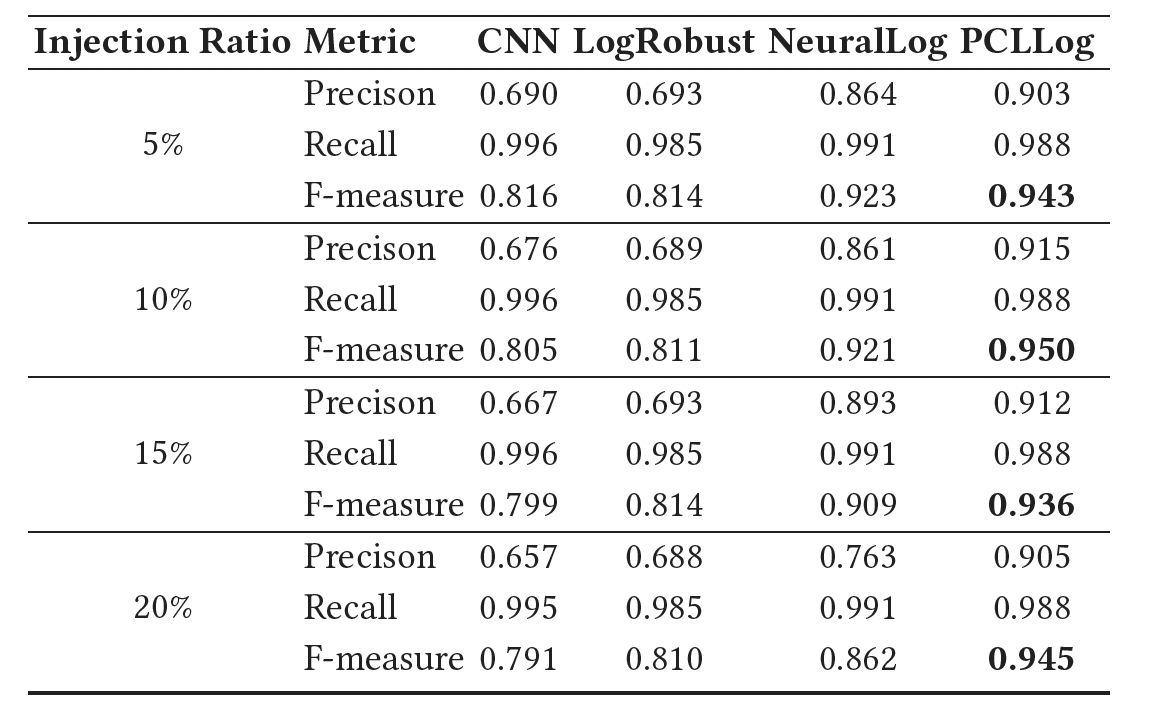 Injection Ratio Metric CNN LogRobust NeuralLog PCLLog
Precison 0.690 0.693 0.864 0.903
5% Recall 0.996 0.985 0.991 0.988
F-measure 0.816 0.814 0.923 0.943
Precison 0.676 0.689 0.861 0.915
10% Recall 0.996 0.985 0.991 0.988
F-measure 0.805 0.811 0.921 0.950
Precison 0.667 0.693 0.893 0.912
15% Recall 0.996 0.985 0.991 0.988
F-measure 0.799 0.814 0.909 0.936
Precison 0.657 0.688 0.763 0.905
20% Recall 0.995 0.985 0.991 0.988
F-measure 0.791 0.810 0.862 0.945